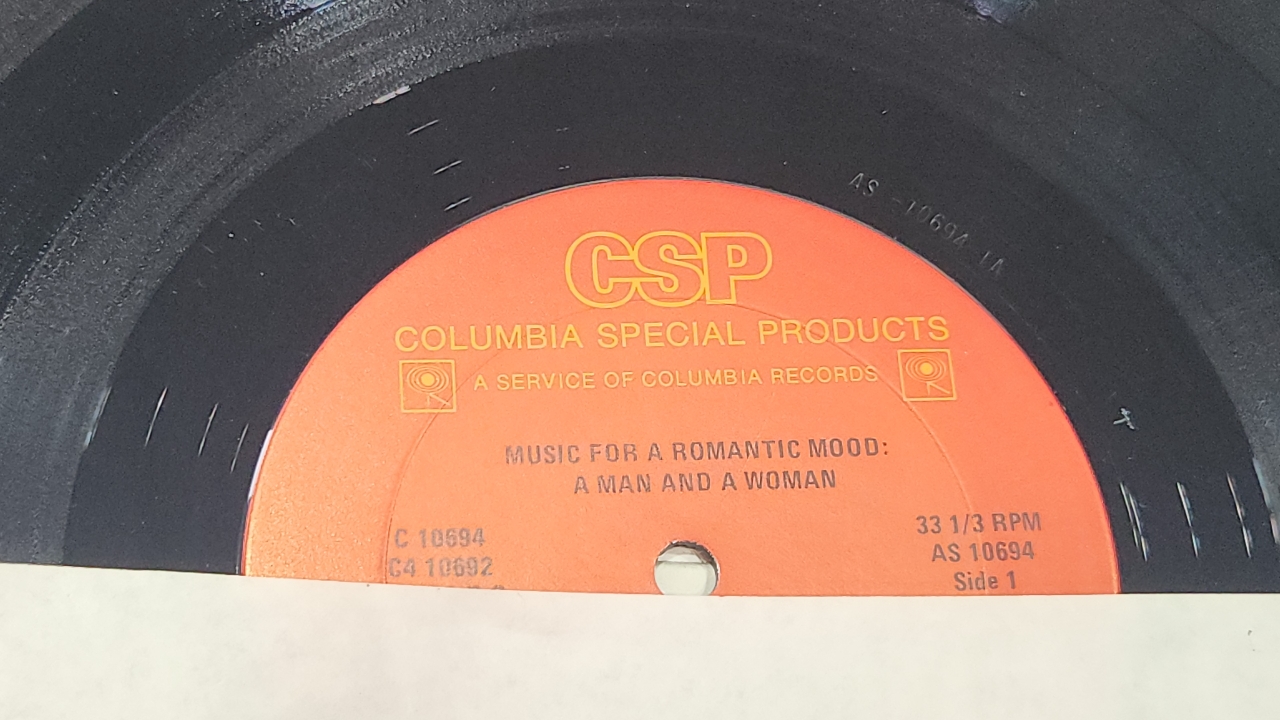 AS - 10694 1A
CSP
COLUMBIA SPECIAL PRODUCTS
A SERVICE OF COLUMBIA RECORDS
MUSIC FOR A ROMANTIC MOOD:
A MAN AND A WOMAN
C 10694
C4 10692
33 1/3 RPM
AS 10694
Side 1